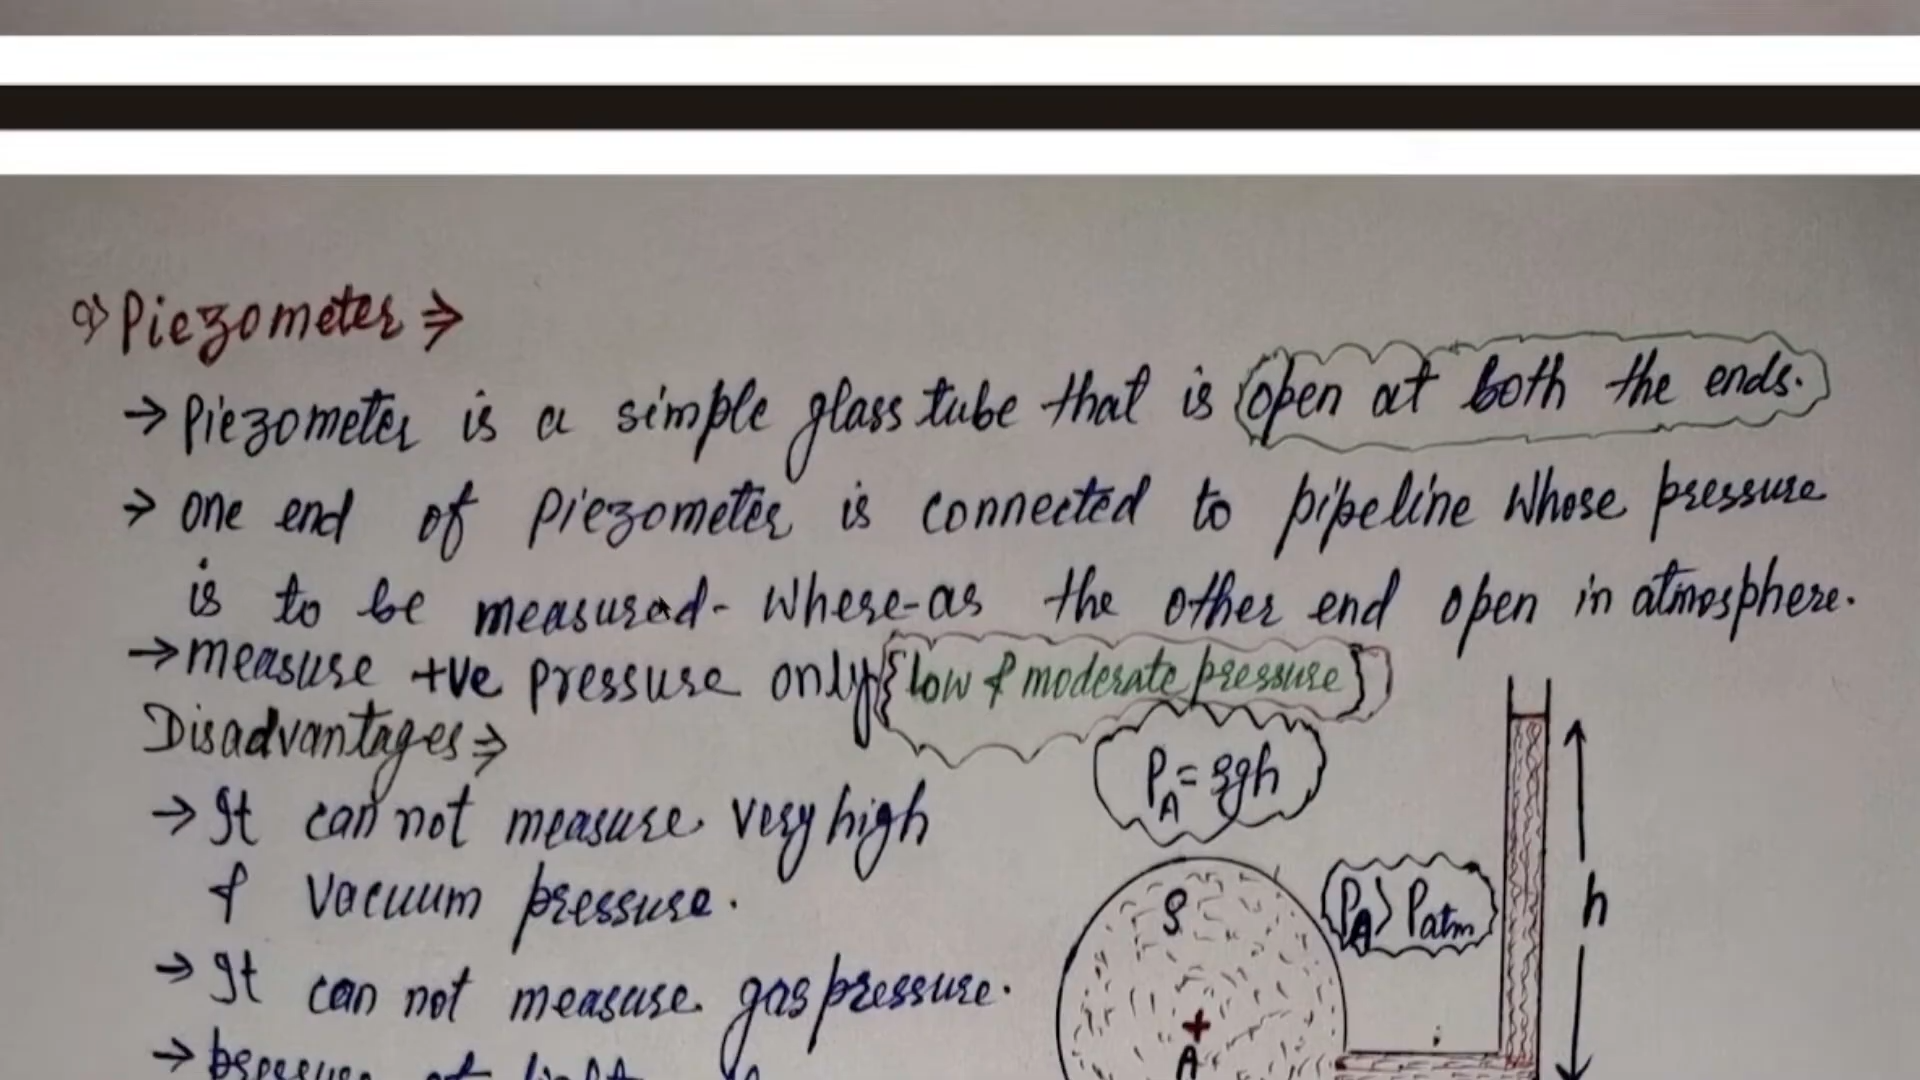 a) Piezometer ⇒
→ Piezometer is a simple glass tube that is open at both the ends.
→ one end of Piezometer is connected to pipeline whose pressure
is to be measured- Where-as the other end open in atmosphere.
→ measure +ve pressure only {low & moderate pressure}
Disadvantages ⇒
P_A = ρgh
→ It can not measure very high
& Vacuum pressure.
ρ
P_A > Patm
h
→ It can not measure gas pressure.
A
→ pressure of light